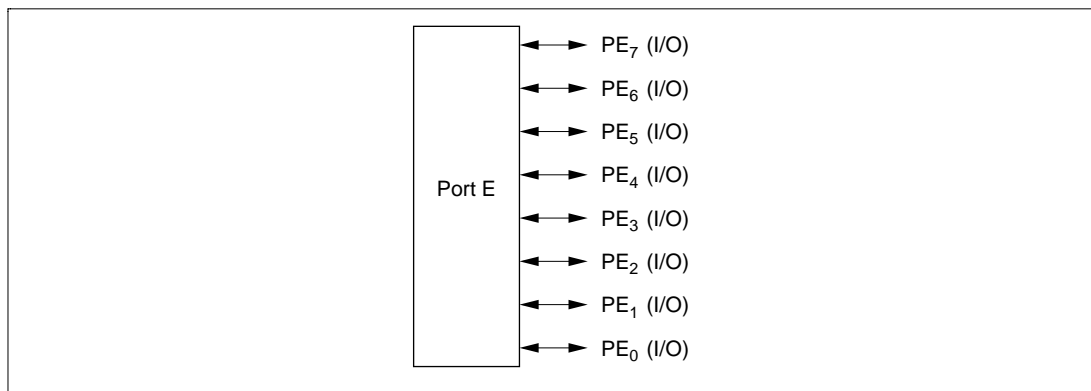 PE7 (I/O)
PE6 (I/O)
PE5 (I/O)
PE4 (I/O)
Port E
PE3 (I/O)
PE2 (I/O)
PE1 (I/O)
PE0 (I/O)